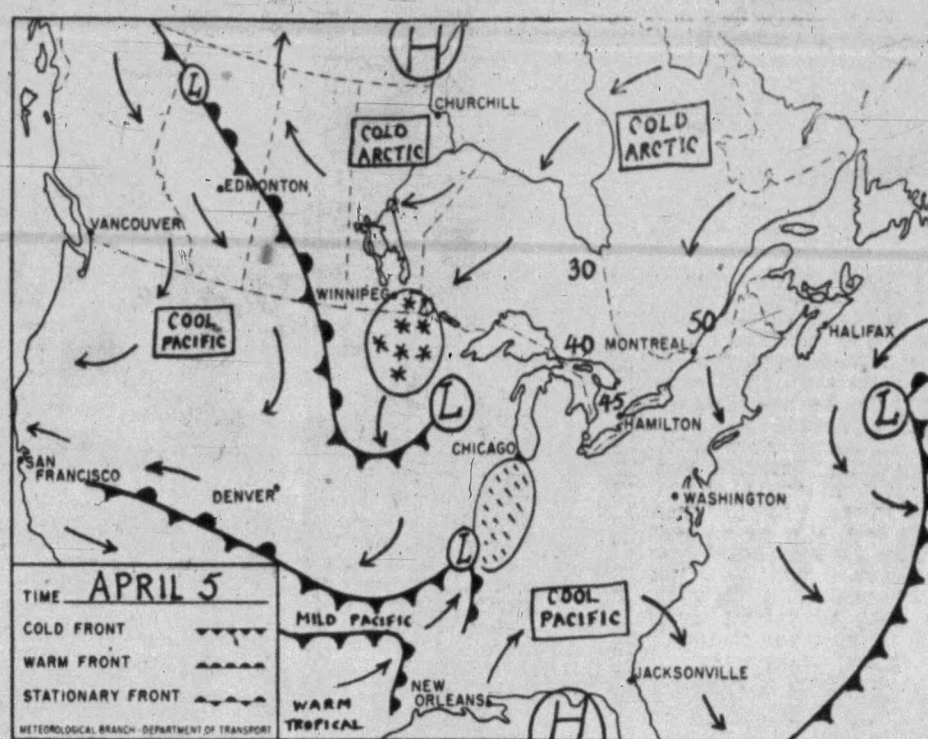 H
L
CHURCHILL
COLD
ARCTIC
COLD
ARCTIC
EDMONTON
VANCOUVER
30
WINNIPEG
COOL
PACIFIC
50
40
MONTREAL
HALIFAX
45
L
L
HAMILTON
CHICAGO
SAN
FRANCISCO
DENVER
WASHINGTON
L
TIME APRIL 5
COLD FRONT
WARM FRONT
STATIONARY FRONT
METEOROLOGICAL BRANCH-DEPARTMENT OF TRANSPORT
MILD PACIFIC
COOL
PACIFIC
WARM
TROPICAL
NEW
ORLEANS
JACKSONVILLE
H